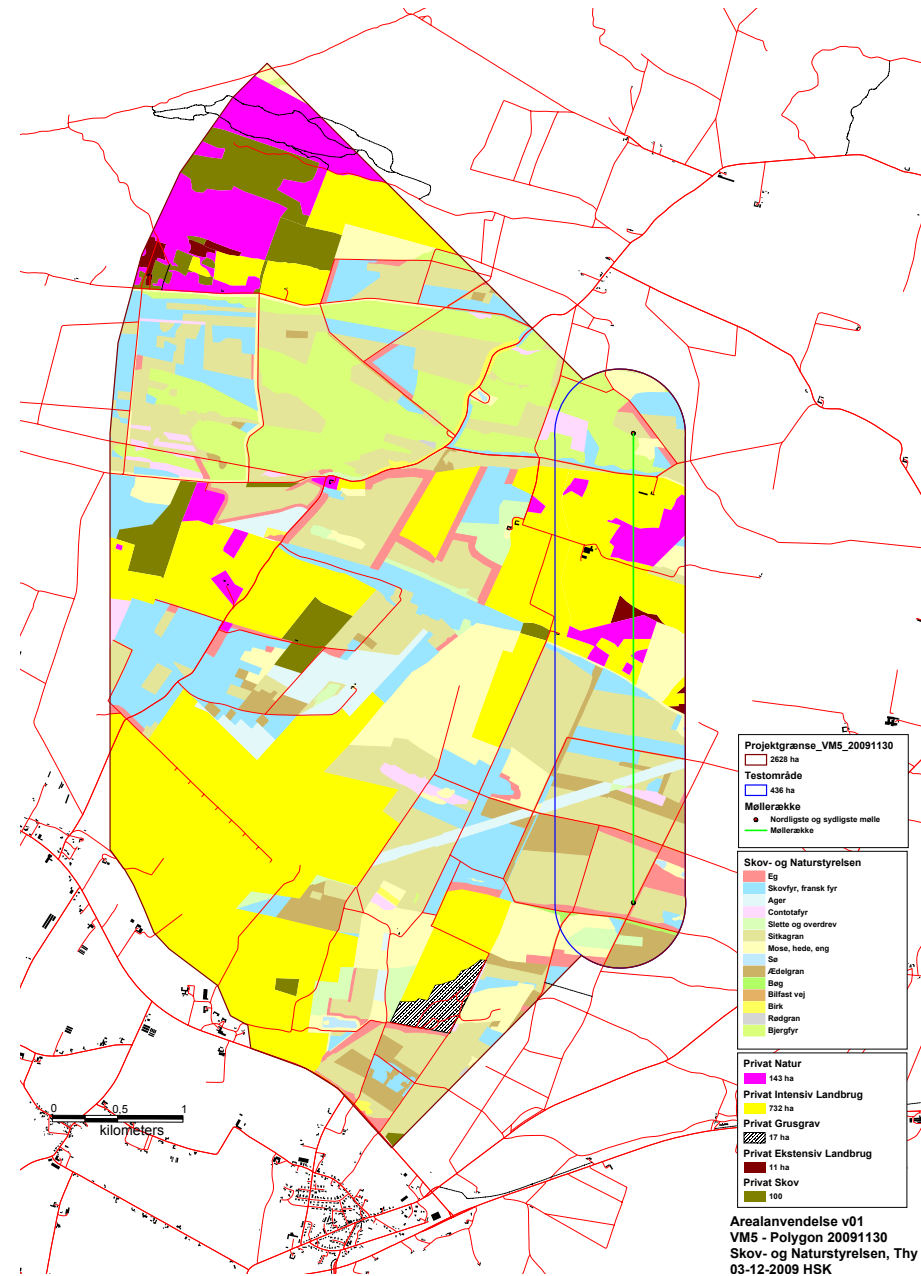 Projektgrænse_VM5_20091130
2628 ha
Testområde
436 ha
Møllerække
Nordligste og sydligste mølle
Møllerække
Skov- og Naturstyrelsen
Eg
Skovfyr, fransk fyr
Ager
Contotafyr
Slette og overdrev
Sitkagran
Mose, hede, eng
Sø
Ædelgran
Bøg
Bilfast vej
Birk
Rødgran
Bjergfyr
Privat Natur
143 ha
Privat Intensiv Landbrug
732 ha
Privat Grusgrav
17 ha
Privat Ekstensiv Landbrug
11 ha
Privat Skov
100
0 0,5 1
kilometers
Arealanvendelse v01
VM5 - Polygon 20091130
Skov- og Naturstyrelsen, Thy
03-12-2009 HSK